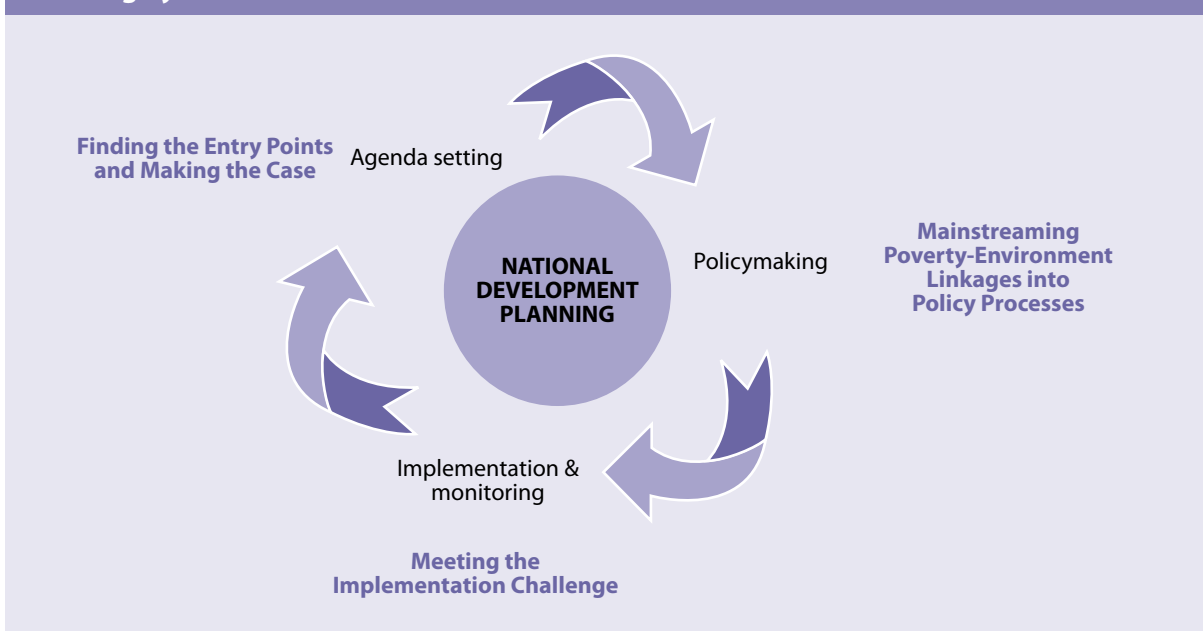 Finding the Entry Points
and Making the Case
Agenda setting
NATIONAL
DEVELOPMENT
PLANNING
Policymaking
Mainstreaming
Poverty-Environment
Linkages into
Policy Processes
Implementation &
monitoring
Meeting the
Implementation Challenge